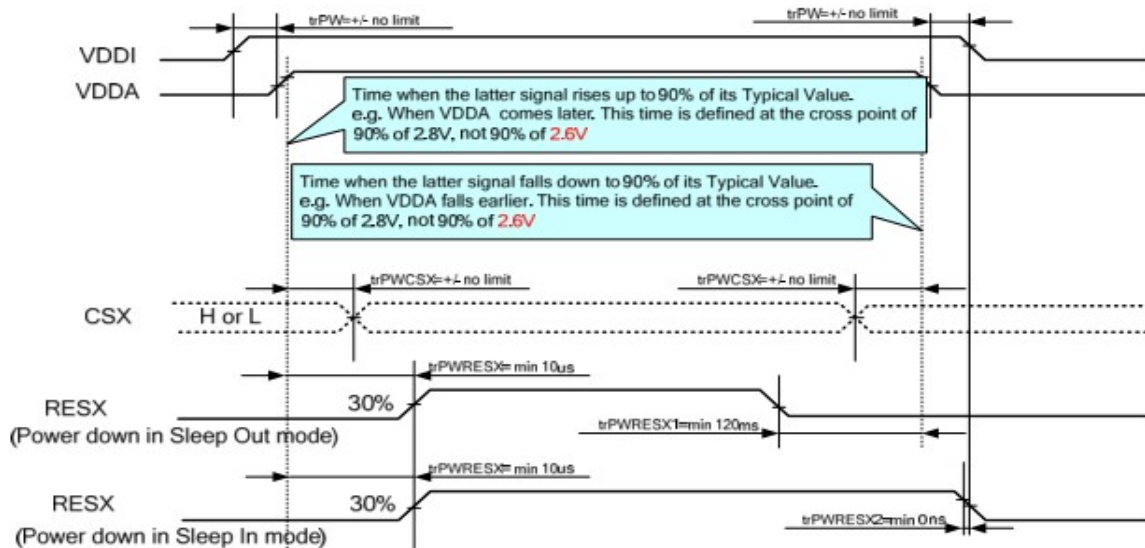 trPW=+/- no limit
trPW=+/- no limit
VDDI
VDDA
Time when the latter signal rises up to 90% of its Typical Value.
e.g. When VDDA comes later. This time is defined at the cross point of
90% of 2.8V, not 90% of 2.6V
Time when the latter signal falls down to 90% of its Typical Value.
e.g. When VDDA falls earlier. This time is defined at the cross point of
90% of 2.8V, not 90% of 2.6V
trPWCSX=+/- no limit
trPWCSX=+/- no limit
CSX
H or L
trPWRESX= min 10us
RESX
30%
(Power down in Sleep Out mode)
trPWRESX1=min 120ms
trPWRESX= min 10us
RESX
30%
(Power down in Sleep In mode)
trPWRESX2=min 0ns